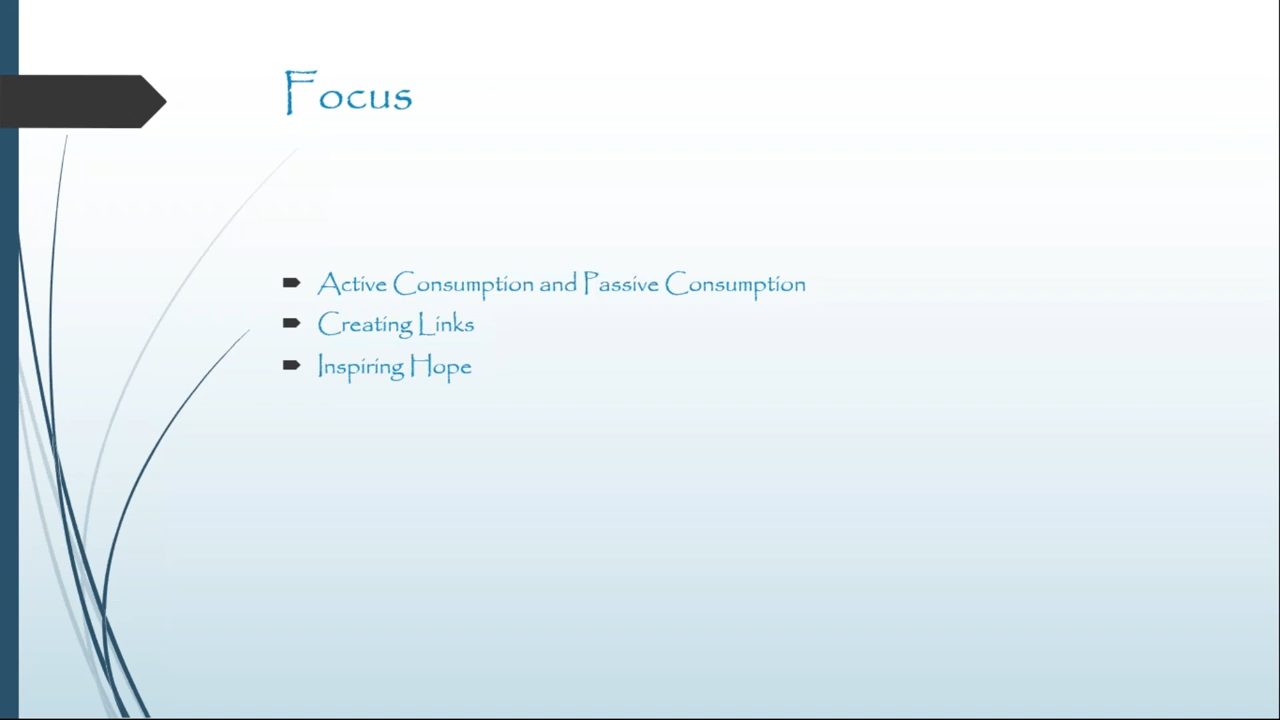 Focus
Active Consumption and Passive Consumption
Creating Links
Inspiring Hope